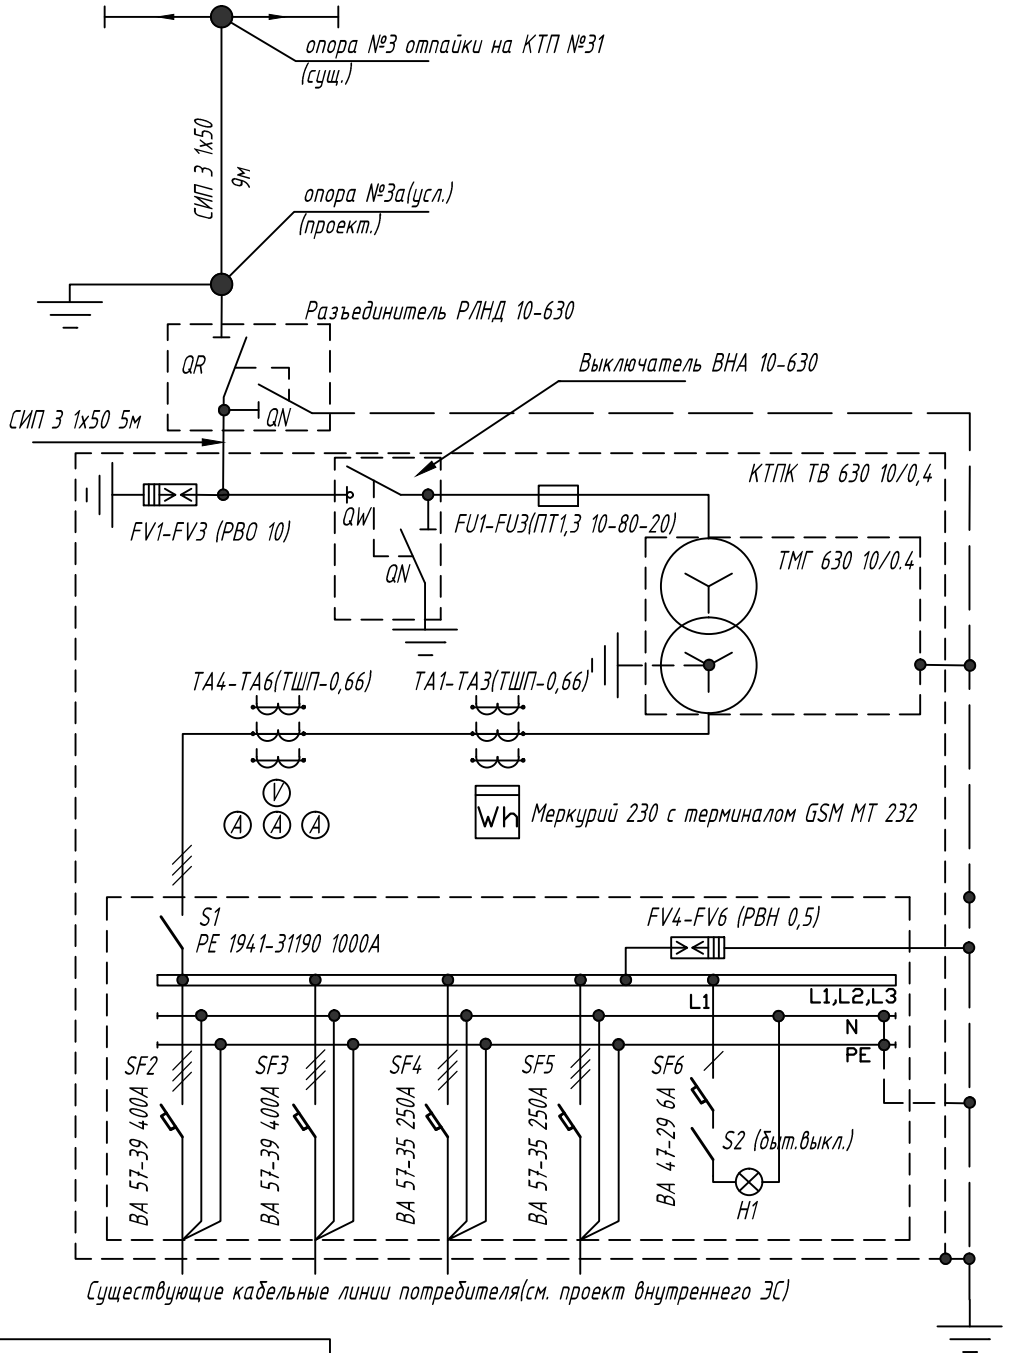 опора №3 отпайки на КТП №31
(сущ.)
СИП 3 1х50
9м
опора №3а(усл.)
(проект.)
Разъединитель РЛНД 10-630
QR
QN
Выключатель ВНА 10-630
СИП 3 1х50 5м
КТПК ТВ 630 10/0,4
FV1-FV3 (РВО 10)
QW
FU1-FU3(ПТ1,3 10-80-20)
QN
ТМГ 630 10/0.4
ТА4-ТА6(ТШП-0,66)
ТА1-ТА3(ТШП-0,66)
V
A
A
A
Wh
Меркурий 230 с терминалом GSM МТ 232
S1
РЕ 1941-31190 1000А
FV4-FV6 (РВН 0,5)
L1
L1,L2,L3
N
PE
SF2
ВА 57-39 400А
SF3
ВА 57-39 400А
SF4
ВА 57-35 250А
SF5
ВА 57-35 250А
SF6
ВА 47-29 6А
S2 (быт.выкл.)
Н1
Существующие кабельные линии потребителя(см. проект внутреннего ЭС)